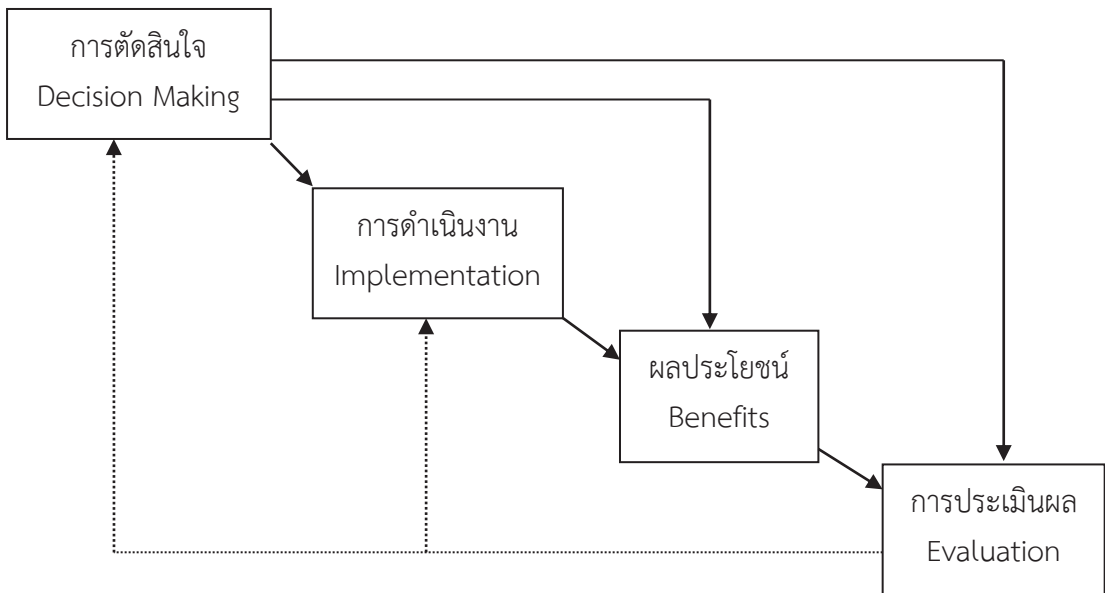 การตัดสินใจ
Decision Making
การดำเนินงาน
Implementation
ผลประโยชน์
Benefits
การประเมินผล
Evaluation